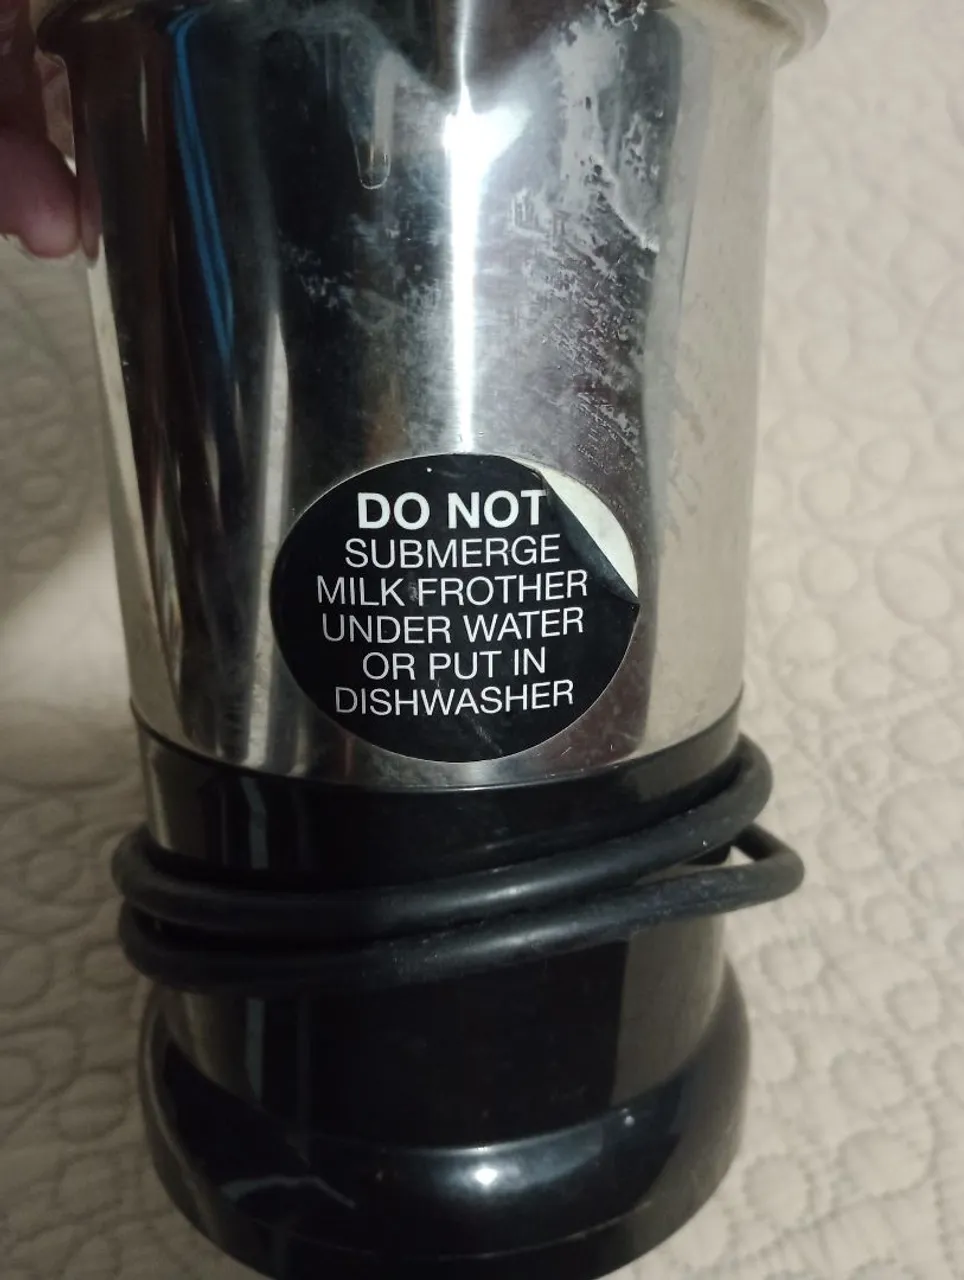 DO NOT
SUBMERGE
MILK FROTHER
UNDER WATER
OR PUT IN
DISHWASHER